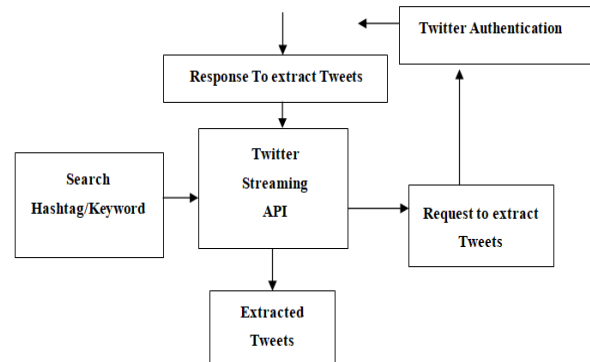 Twitter Authentication
Response To extract Tweets
Twitter
Streaming
API
Search
Hashtag/Keyword
Request to extract
Tweets
Extracted
Tweets